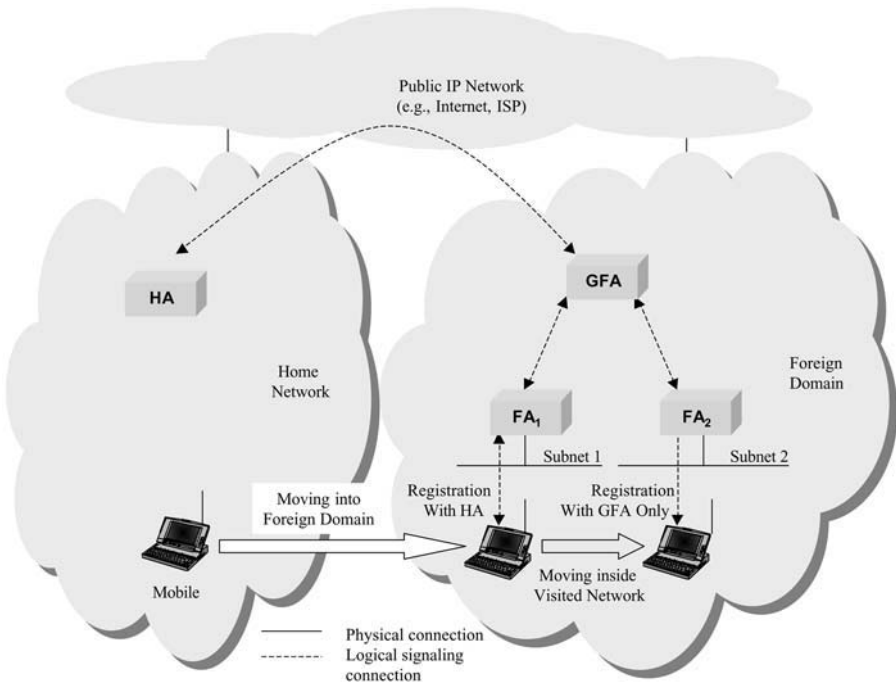 Public IP Network
(e.g., Internet, ISP)
HA
GFA
Home
Network
Foreign
Domain
FA1
FA2
Subnet 1
Subnet 2
Moving into
Foreign Domain
Registration
With HA
Registration
With GFA Only
Mobile
Moving inside
Visited Network
Physical connection
Logical signaling
connection